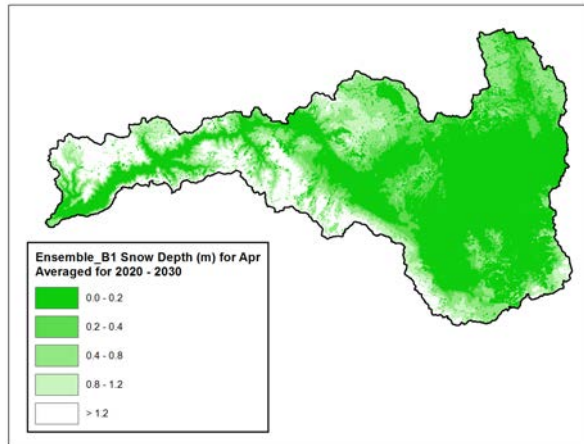 Ensemble_B1 Snow Depth (m) for Apr
Averaged for 2020 - 2030
0.0 - 0.2
0.2 - 0.4
0.4 - 0.8
0.8 - 1.2
> 1.2